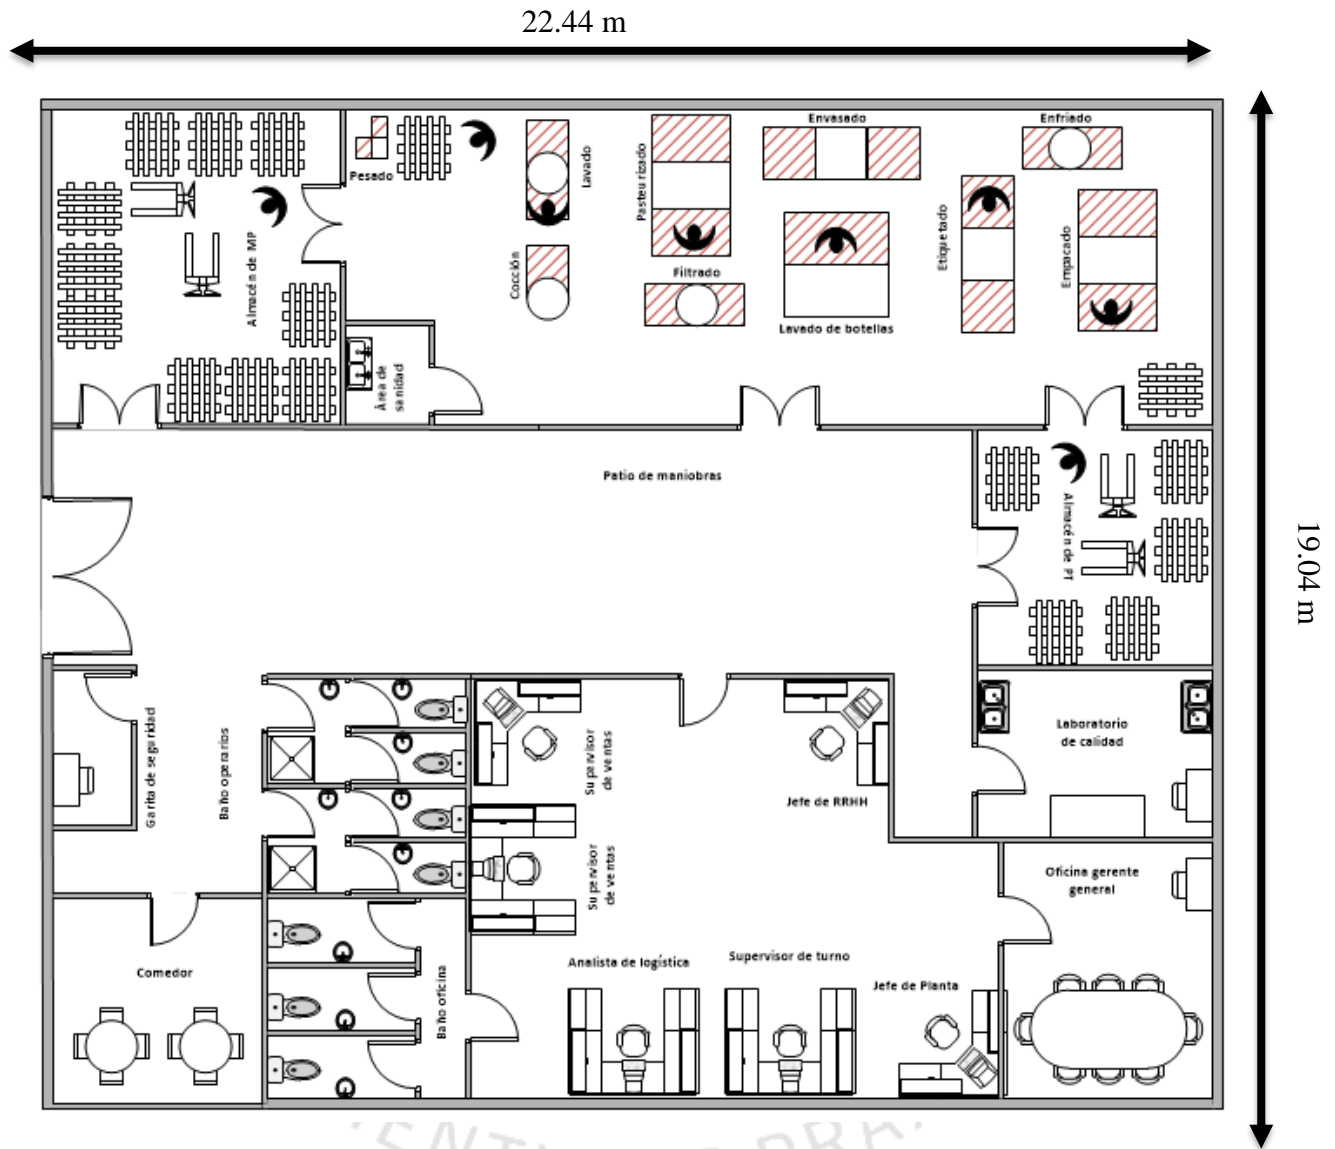 22.44 m
Envasado
Enfriado
Pesado
Lavado
Pasteurizado
Almacén de MP
Cocción
Filtrado
Etiquetado
Empacado
Lavado de botellas
Área de
sanidad
Patio de maniobras
Almacén de PT
19.04 m
Garita de seguridad
Baño operarios
Supervisor
de ventas
Jefe de RRHH
Laboratorio
de calidad
Supervisor
de ventas
Oficina gerente
general
Comedor
Baño oficina
Analista de logística
Supervisor de turno
Jefe de Planta